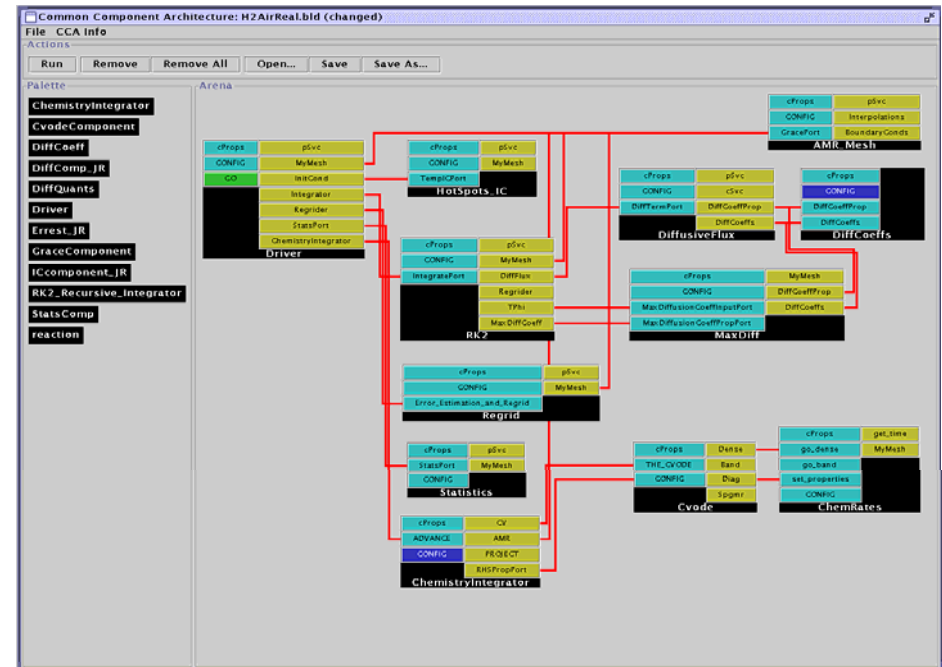 Common Component Architecture: H2AirReal.bld (changed)
File CCA Info
Actions
Run Remove Remove All Open... Save Save As...
Palette
ChemistryIntegrator
CvodeComponent
DiffCoeff
DiffComp_JR
DiffQuants
Driver
Errest_JR
GraceComponent
ICcomponent_JR
RK2_Recursive_Integrator
StatsComp
reaction
Arena
cProps pSvc
CONFIG MyMesh
GO InitCond
Integrator
Regrider
StatsPort
ChemistryIntegrator
Driver
cProps pSvc
CONFIG MyMesh
TempICPort
HotSpots_IC
cProps pSvc
CONFIG Interpolations
GracePort BoundaryConds
AMR_Mesh
cProps pSvc
CONFIG cSvc
DiffTermPort DiffCoeffProp
DiffCoeffs
DiffusiveFlux
cProps
CONFIG
DiffCoeffProp
DiffCoeffs
DiffCoeffs
cProps pSvc
CONFIG MyMesh
IntegratePort DiffFlux
Regrider
TPhi
MaxDiffCoeff
RK2
cProps MyMesh
CONFIG DiffCoeffProp
MaxDiffusionCoeffInputPort DiffCoeffs
MaxDiffusionCoeffPropPort
MaxDiff
cProps pSvc
CONFIG MyMesh
Error_Estimation_and_Regrid
Regrid
cProps pSvc
StatsPort MyMesh
CONFIG
Statistics
cProps Dense
THE_CVODE Band
CONFIG Diag
Spgmr
Cvode
cProps get_time
go_dense MyMesh
go_band
set_properties
CONFIG
ChemRates
cProps CV
ADVANCE AMR
CONFIG PROJECT
RHSPropPort
ChemistryIntegrator